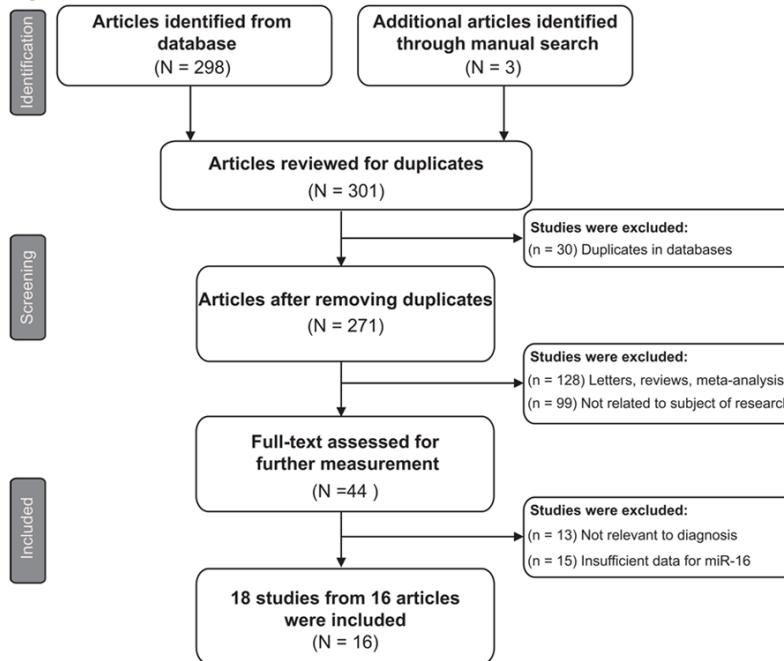 Identification
Articles identified from
database
(N = 298)
Additional articles identified
through manual search
(N = 3)
Articles reviewed for duplicates
(N = 301)
Studies were excluded:
(n = 30) Duplicates in databases
Screening
Articles after removing duplicates
(N = 271)
Studies were excluded:
(n = 128) Letters, reviews, meta-analysis
(n = 99) Not related to subject of research
Full-text assessed for
further measurement
(N =44 )
Included
Studies were excluded:
(n = 13) Not relevant to diagnosis
(n = 15) Insufficient data for miR-16
18 studies from 16 articles
were included
(N = 16)